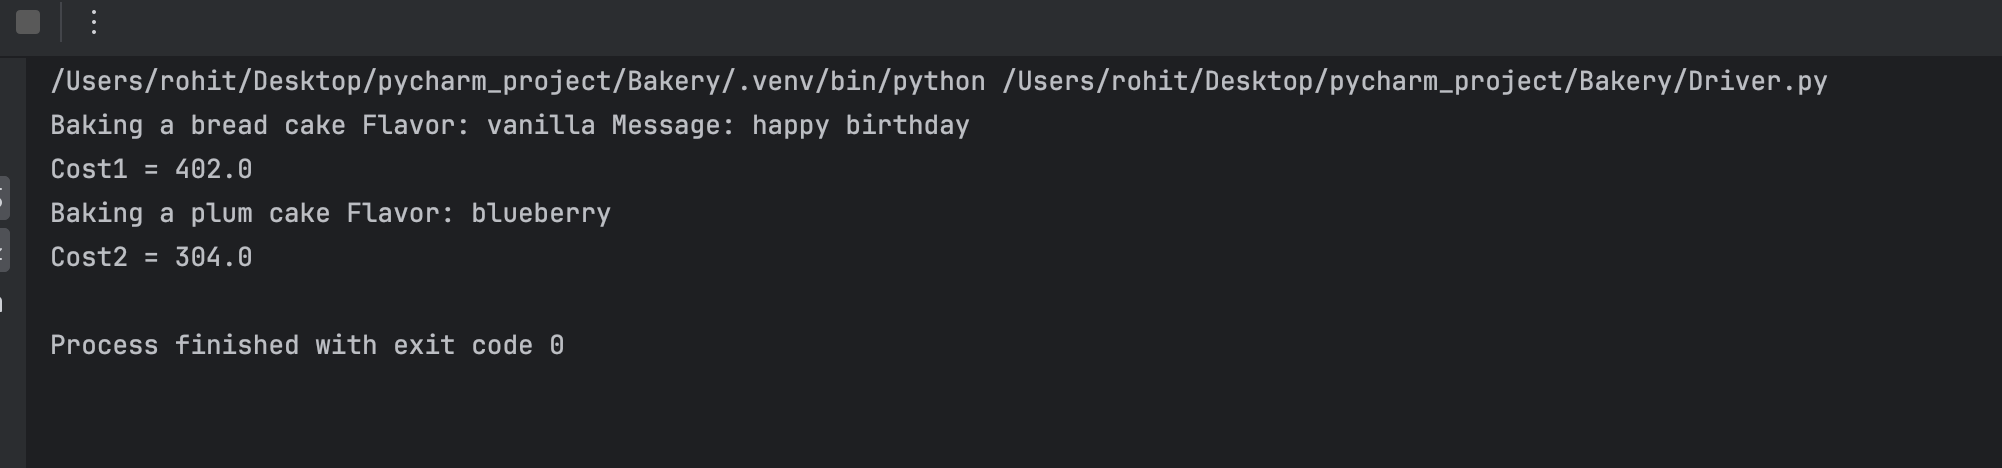 /Users/rohit/Desktop/pycharm_project/Bakery/.venv/bin/python /Users/rohit/Desktop/pycharm_project/Bakery/Driver.py
Baking a bread cake Flavor: vanilla Message: happy birthday
Cost1 = 402.0
Baking a plum cake Flavor: blueberry
Cost2 = 304.0
Process finished with exit code 0